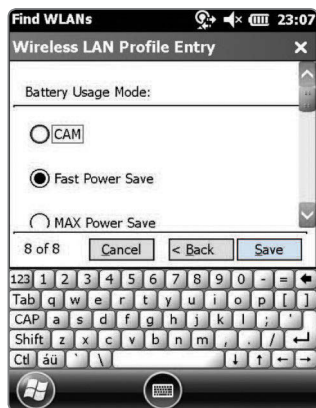 Find WLANs 23:07
Wireless LAN Profile Entry ×
Battery Usage Mode:
CAM
Fast Power Save
MAX Power Save
8 of 8 Cancel < Back Save
123 1 2 3 4 5 6 7 8 9 0 - =
Tab q w e r t y u i o p [ ]
CAP a s d f g h j k l ; '
Shift z x c v b n m , . /
Ctl áü ` \